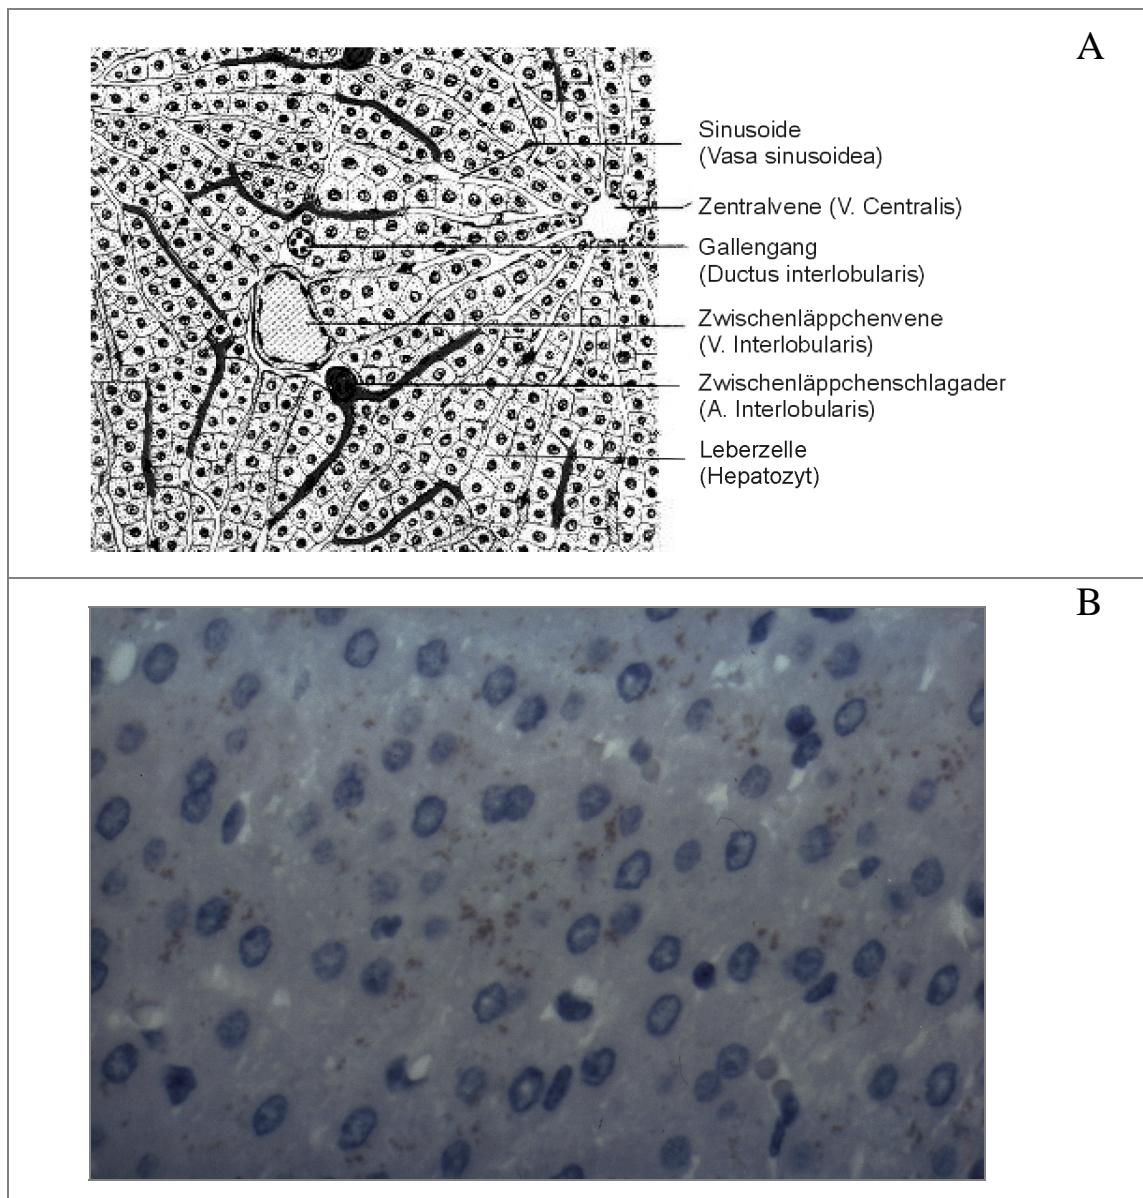 A
Sinusoide
(Vasa sinusoidea)
Zentralvene (V. Centralis)
Gallengang
(Ductus interlobularis)
Zwischenläppchenvene
(V. Interlobularis)
Zwischenläppchenschlagader
(A. Interlobularis)
Leberzelle
(Hepatozyt)
B